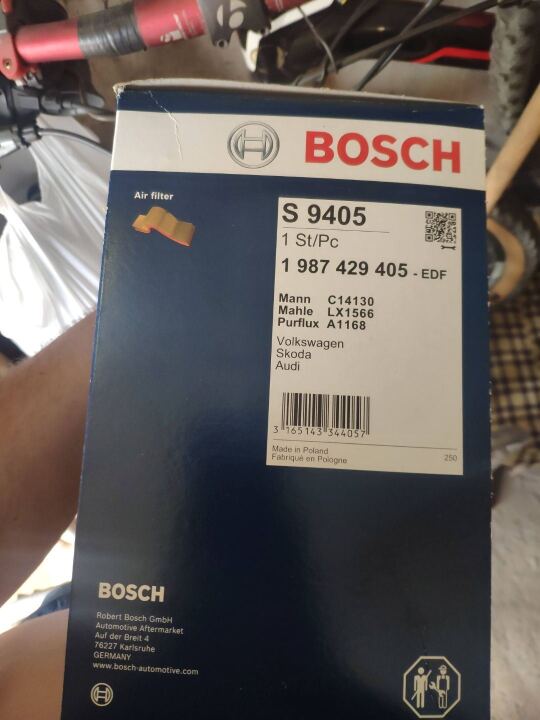 BOSCH
Air filter
S 9405
1 St/Pc
1 987 429 405 - EDF
Mann C14130
Mahle LX1566
Purflux A1168
Volkswagen
Skoda
Audi
3 165143 344057
Made in Poland
Fabriqué en Pologne
250
BOSCH
Robert Bosch GmbH
Automotive Aftermarket
Auf der Breit 4
76227 Karlsruhe
GERMANY
www.bosch-automotive.com